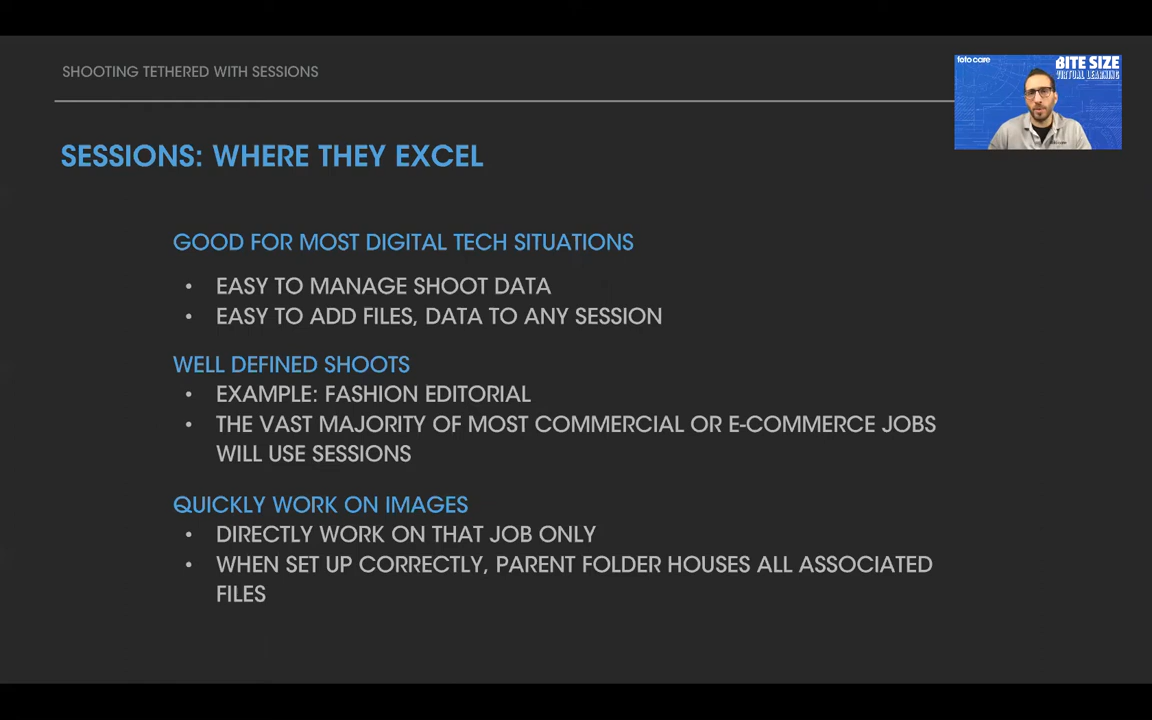 SHOOTING TETHERED WITH SESSIONS
foto care
BITE SIZE
VIRTUAL LEARNING
SESSIONS: WHERE THEY EXCEL
GOOD FOR MOST DIGITAL TECH SITUATIONS
• EASY TO MANAGE SHOOT DATA
• EASY TO ADD FILES, DATA TO ANY SESSION
WELL DEFINED SHOOTS
• EXAMPLE: FASHION EDITORIAL
• THE VAST MAJORITY OF MOST COMMERCIAL OR E-COMMERCE JOBS
WILL USE SESSIONS
QUICKLY WORK ON IMAGES
• DIRECTLY WORK ON THAT JOB ONLY
• WHEN SET UP CORRECTLY, PARENT FOLDER HOUSES ALL ASSOCIATED
FILES